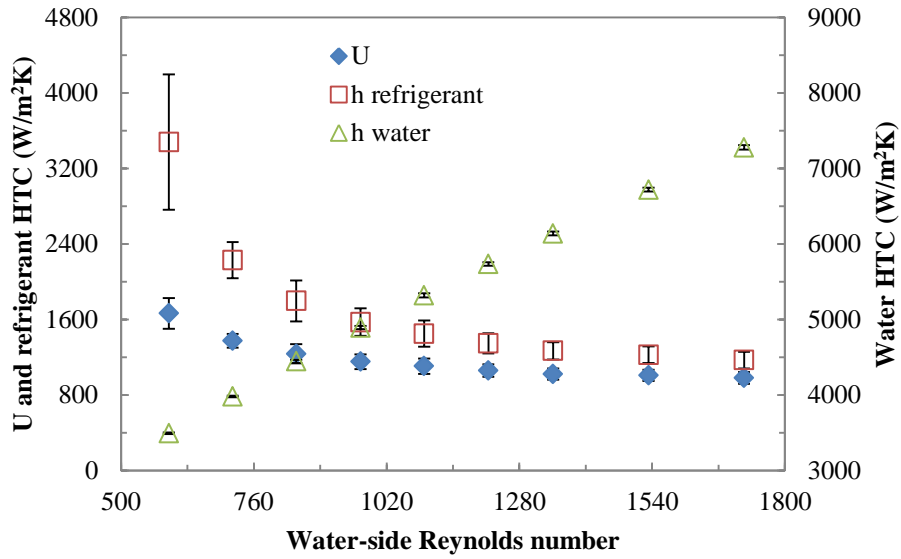 4800
4000
3200
2400
1600
800
0
U and refrigerant HTC (W/m²K)
U
h refrigerant
h water
9000
8000
7000
6000
5000
4000
3000
Water HTC (W/m²K)
500 760 1020 1280 1540 1800
Water-side Reynolds number